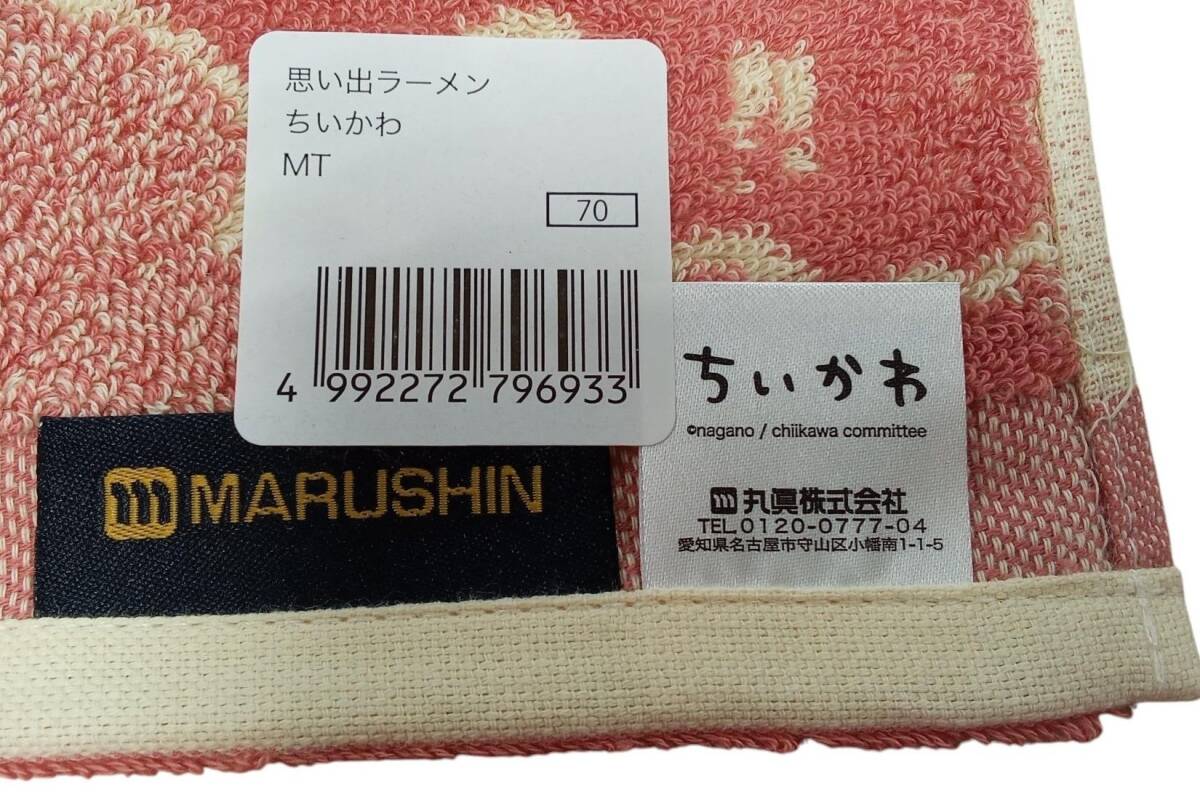 思い出ラーメン
ちいかわ
MT
70
4 992272 796933
MARUSHIN
ちいかわ
©nagano / chiikawa committee
丸眞株式会社
TEL.0120-0777-04
愛知県名古屋市守山区小幡南1-1-5